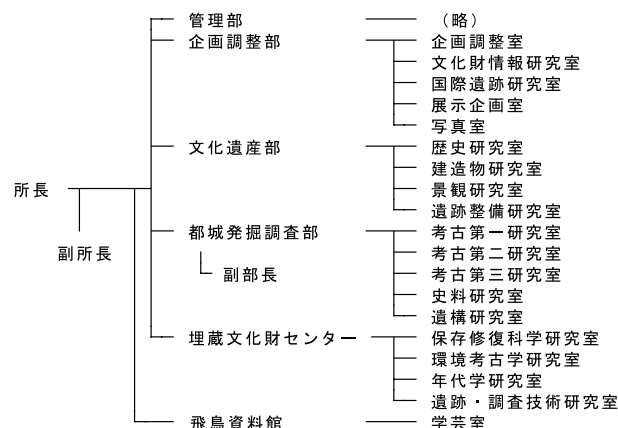 管理部 （略）
企画調整部 企画調整室
文化財情報研究室
国際遺跡研究室
展示企画室
写真室
文化遺産部 歴史研究室
建造物研究室
所長 景観研究室
遺跡整備研究室
都城発掘調査部 考古第一研究室
副所長 考古第二研究室
副部長 考古第三研究室
史料研究室
遺構研究室
埋蔵文化財センター 保存修復科学研究室
環境考古学研究室
年代学研究室
遺跡・調査技術研究室
飛鳥資料館 学芸室